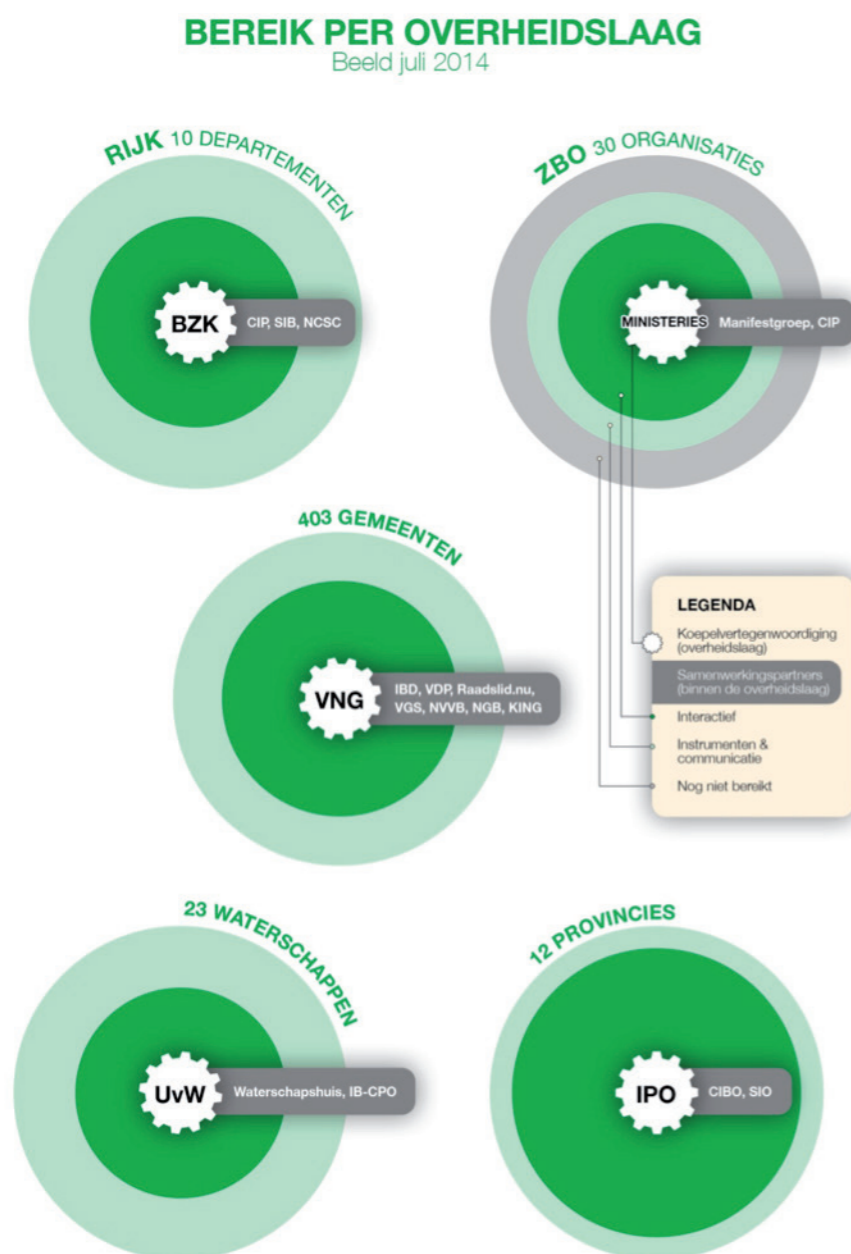 BEREIK PER OVERHEIDSLAAG
Beeld juli 2014
RIJK 10 DEPARTEMENTEN
BZK
CIP, SIB, NCSC
ZBO 30 ORGANISATIES
MINISTERIES
Manifestgroep, CIP
403 GEMEENTEN
VNG
IBD, VDP, Raadslid.nu,
VGS, NVVB, NGB, KING
LEGENDA
Koepelvertegenwoordiging
(overheidslaag)
Samenwerkingspartners
(binnen de overheidslaag)
Interactief
Instrumenten &
communicatie
Nog niet bereikt
23 WATERSCHAPPEN
UvW
Waterschapshuis, IB-CPO
12 PROVINCIES
IPO
CIBO, SIO